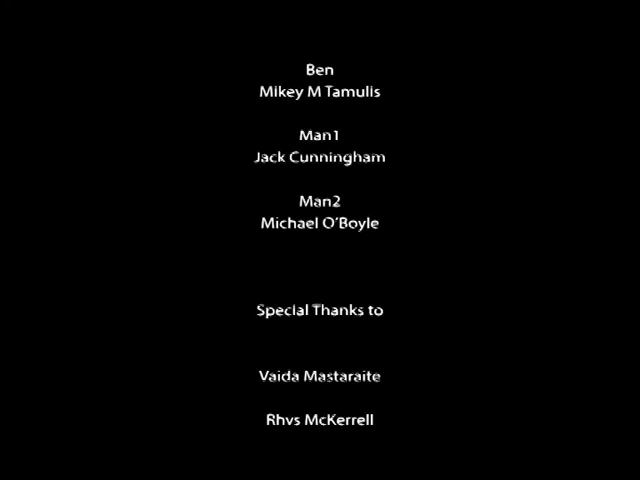 Ben
Mikey M Tamulis
Man1
Jack Cunningham
Man2
Michael O'Boyle
Special Thanks to
Vaida Mastaraite
Rhys McKerrell